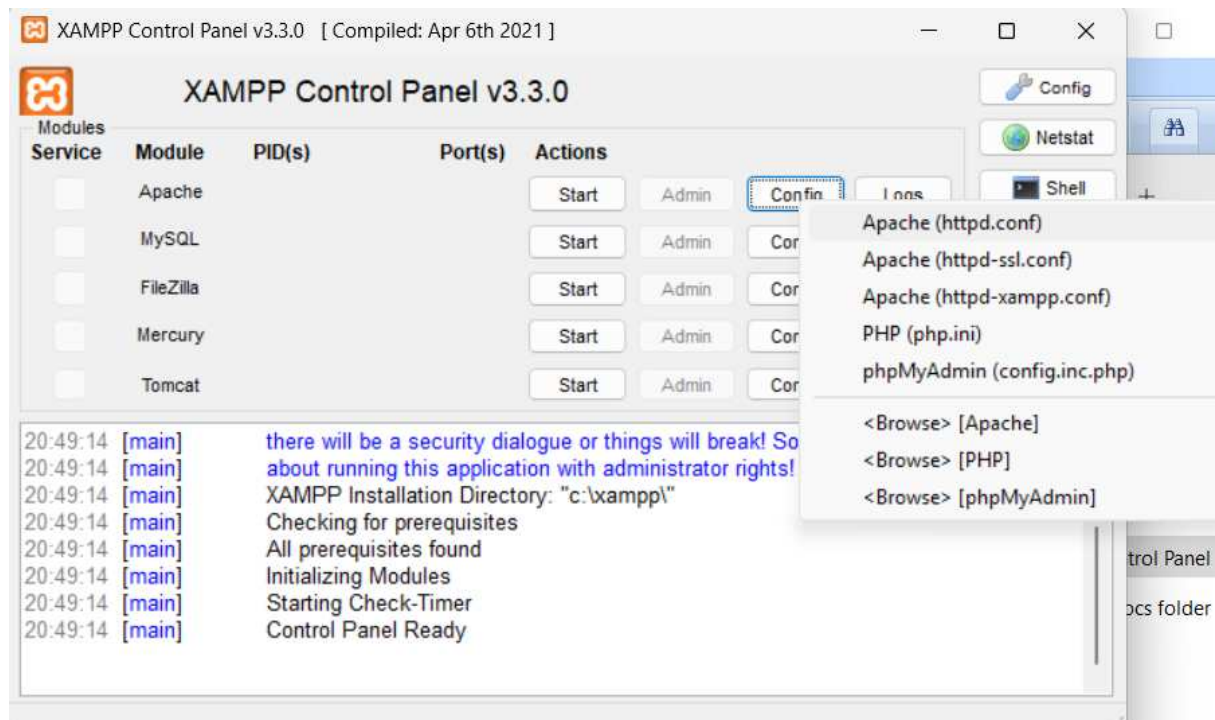 XAMPP Control Panel v3.3.0 [ Compiled: Apr 6th 2021 ]
XAMPP Control Panel v3.3.0
Config
Modules
Service Module PID(s) Port(s) Actions
Netstat
Apache Start Admin Config Logs
Shell
MySQL Start Admin
FileZilla Start Admin
Mercury Start Admin
Tomcat Start Admin
Apache (httpd.conf)
Apache (httpd-ssl.conf)
Apache (httpd-xampp.conf)
PHP (php.ini)
phpMyAdmin (config.inc.php)
<Browse> [Apache]
<Browse> [PHP]
<Browse> [phpMyAdmin]
20:49:14 [main] there will be a security dialogue or things will break! So
20:49:14 [main] about running this application with administrator rights!
20:49:14 [main] XAMPP Installation Directory: "c:\xampp\"
20:49:14 [main] Checking for prerequisites
20:49:14 [main] All prerequisites found
20:49:14 [main] Initializing Modules
20:49:14 [main] Starting Check-Timer
20:49:14 [main] Control Panel Ready
Panel
folder